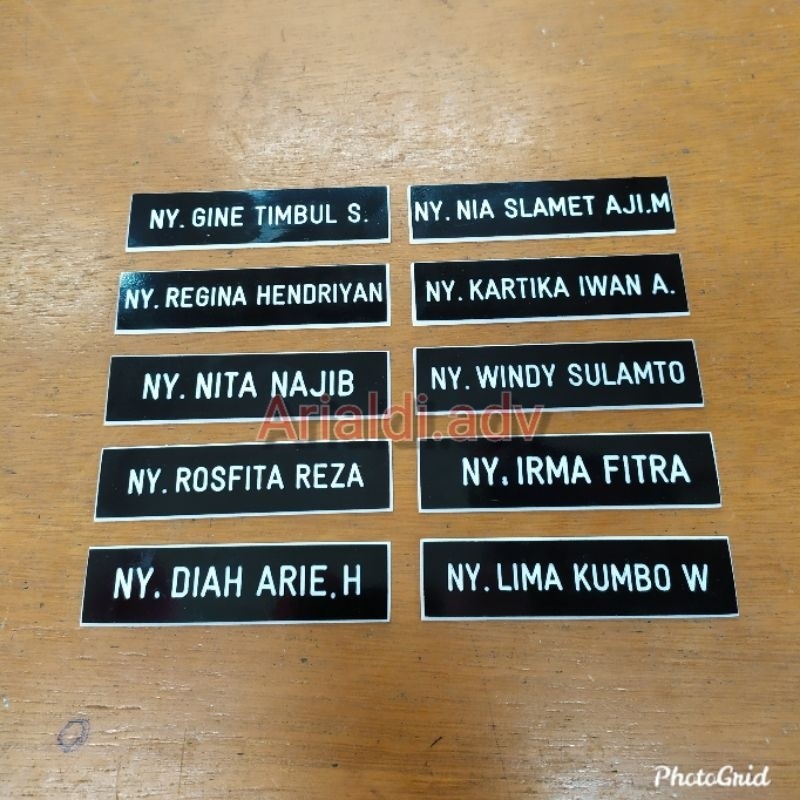 NY. GINE TIMBUL S.
NY. NIA SLAMET AJI.M
NY. REGINA HENDRIYAN
NY. KARTIKA IWAN A.
NY. NITA NAJIB
NY. WINDY SULAMTO
Arialdi.adv
NY. ROSFITA REZA
NY. IRMA FITRA
NY. DIAH ARIE.H
NY. LIMA KUMBO W
PhotoGrid